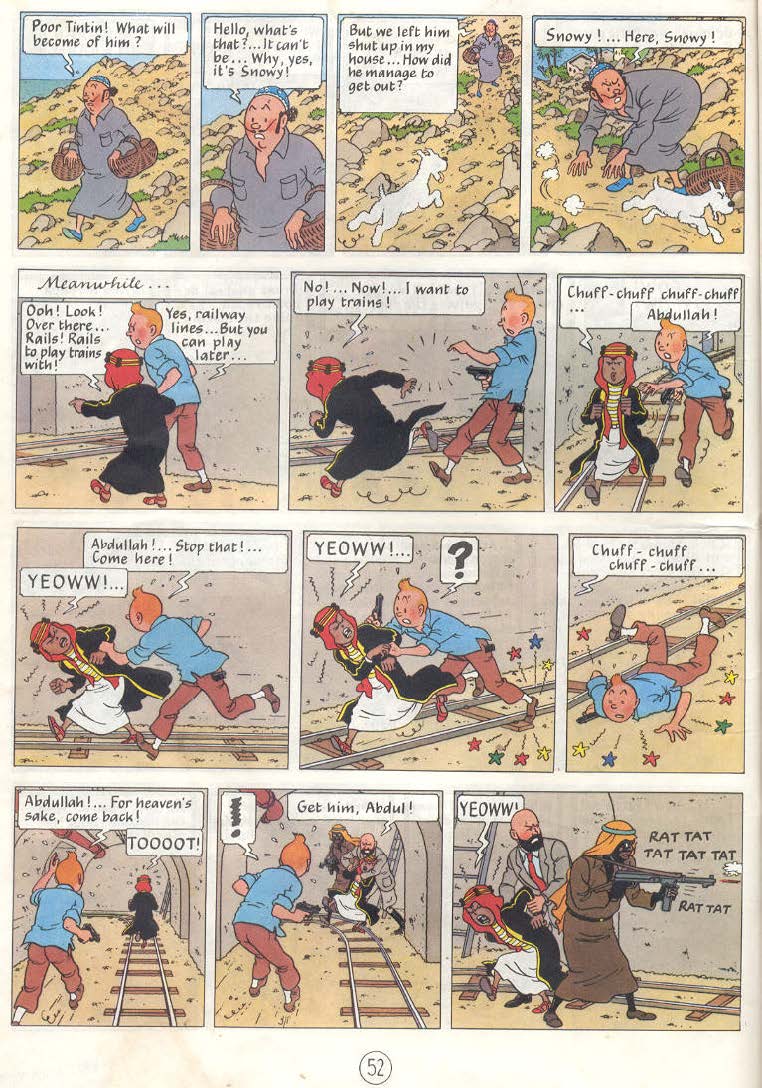 Poor Tintin! What will
become of him?
Hello, what's
that?...It can't
be... Why, yes,
it's Snowy!
But we left him
shut up in my
house...How did
he manage to
get out?
Snowy!... Here, Snowy!
Meanwhile...
Ooh! Look!
Over there...
Rails! Rails
to play trains
with!
Yes, railway
lines...But you
can play
later...
No!... Now!... I want to
play trains!
Chuff-chuff chuff-chuff
...
Abdullah!
Abdullah!... Stop that!...
Come here!
YEOWW!...
YEOWW!...
?
Chuff-chuff
chuff-chuff...
Abdullah!... For heaven's
sake, come back!
TOOOOT!
!
Get him, Abdul!
YEOWW!
RAT TAT
TAT TAT TAT
RAT TAT
52